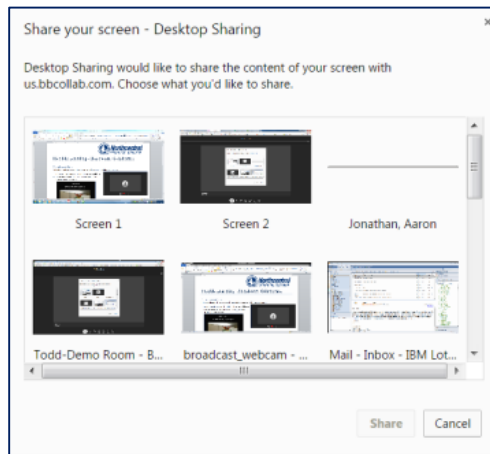 Share your screen - Desktop Sharing
Desktop Sharing would like to share the content of your screen with
us.bbcollab.com. Choose what you'd like to share.
Northcentral
Screen 1
Screen 2
Jonathan, Aaron
Northcentral
Todd-Demo Room - B...
broadcast_webcam - ...
Mail - Inbox - IBM Lot...
Share
Cancel